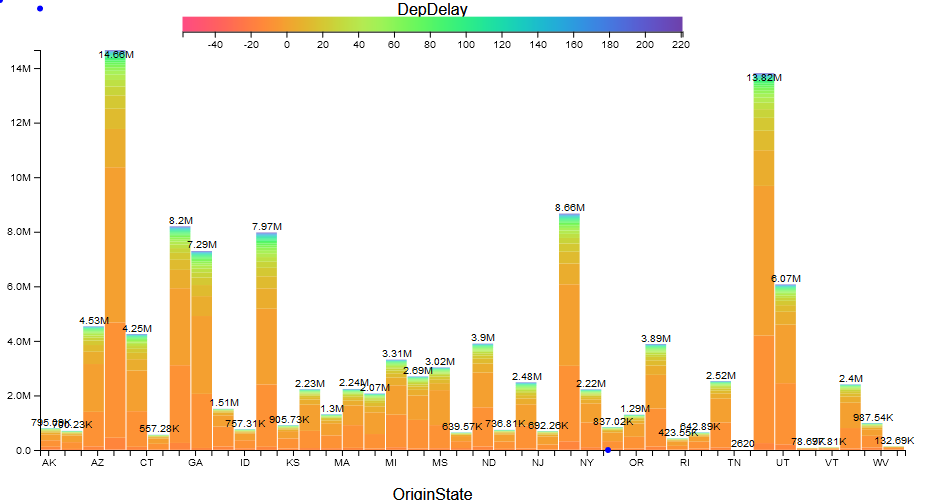 DepDelay
-40 -20 0 20 40 60 80 100 120 140 160 180 200 220
14M
12M
10M
8.0M
6.0M
4.0M
2.0M
0.0
4.53M 14.66M 4.25M 557.28K 8.2M 7.29M 1.51M 757.31K 7.97M 905.73K 2.23M 1.3M 2.24M 2.07M 3.31M 2.69M 3.02M 639.57K 3.9M 736.81K 2.48M 692.26K 8.66M 2.22M 837.02K 1.29M 3.89M 642.89K 2.52M 2620 13.82M 6.07M 2.4M 987.54K 132.69K
AK AZ CT GA ID KS MA MI MS ND NJ NY OR RI TN UT VT WV
OriginState